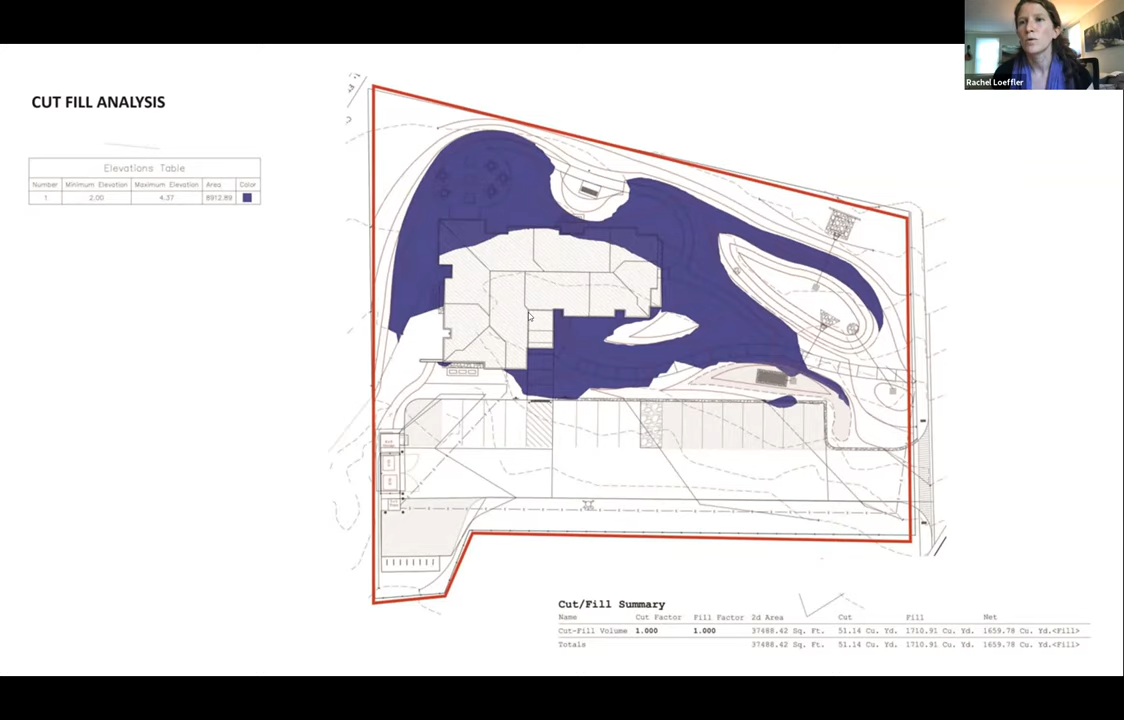 Rachel Loeffler
CUT FILL ANALYSIS
Elevations Table
Number Minimum Elevation Maximum Elevation Area Color
1 2.00 4.37 8912.89
Cut/Fill Summary
Name Cut Factor Fill Factor 2d Area Cut Fill Net
Cut-Fill Volume 1.000 1.000 37488.42 Sq. Ft. 51.14 Cu. Yd. 1710.91 Cu. Yd. 1659.78 Cu. Yd.<Fill>
Totals 37488.42 Sq. Ft. 51.14 Cu. Yd. 1710.91 Cu. Yd. 1659.78 Cu. Yd.<Fill>